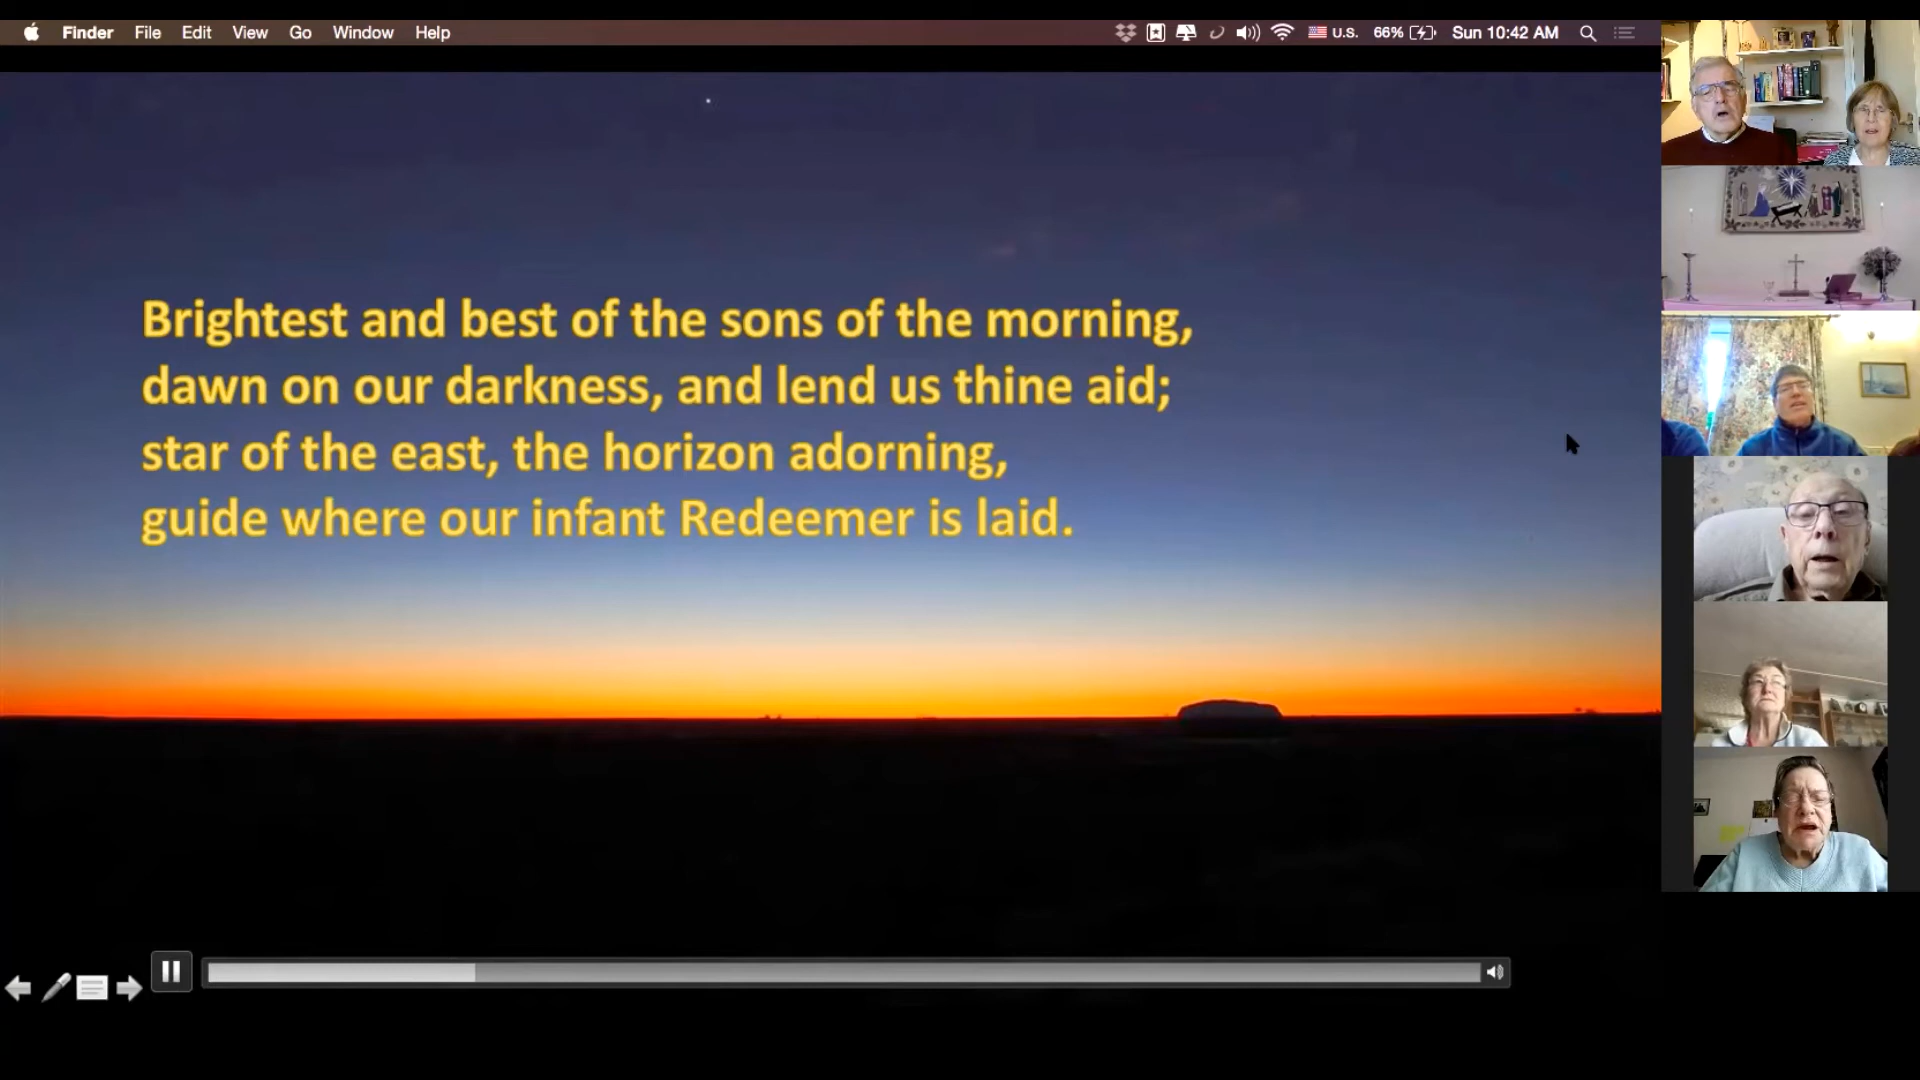 Finder File Edit View Go Window Help U.S. 66% Sun 10:42 AM
Brightest and best of the sons of the morning,
dawn on our darkness, and lend us thine aid;
star of the east, the horizon adorning,
guide where our infant Redeemer is laid.